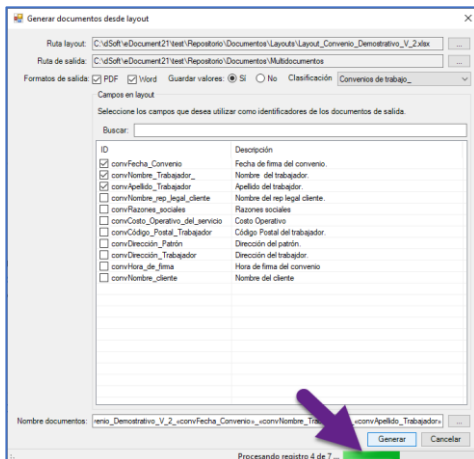 Generar documentos desde layout
Ruta layout: C:\dSoft\eDocument21\test\Repositorio\Documentos\Layouts\Layout_Convenio_Demostrativo_V_2.xlsx ...
Ruta de salida: C:\dSoft\eDocument21\test\Repositorio\Documentos\Multidocumentos ...
Formatos de salida: PDF Word Guardar valores: Sí No Clasificación Convenios de trabajo_
Campos en layout
Seleccione los campos que desea utilizar como identificadores de los documentos de salida.
Buscar:
ID Descripción
convFecha_Convenio Fecha de firma del convenio.
convNombre_Trabajador_ Nombre del trabajador.
convApellido_Trabajador Apellido del trabajdor.
convNombre_rep_legal_cliente Nombre del rep legal cliente.
convRazones_sociales Razones sociales
convCosto_Operativo_del_servicio Costo Operativo
convCódigo_Postal_Trabajador Código Postal del trabajador.
convDirección_Patrón Dirección del patrón.
convDirección_Trabajador Dirección del trabajdor.
convHora_de_firma Hora de firma del convenio
convNombre_cliente Nombre del cliente
Nombre documentos: venio_Demostrativo_V_2_«convFecha_Convenio»_«convNombre_Tra «convApellido_Trabajador» ...
Generar Cancelar
Procesando registro 4 de 7 ...